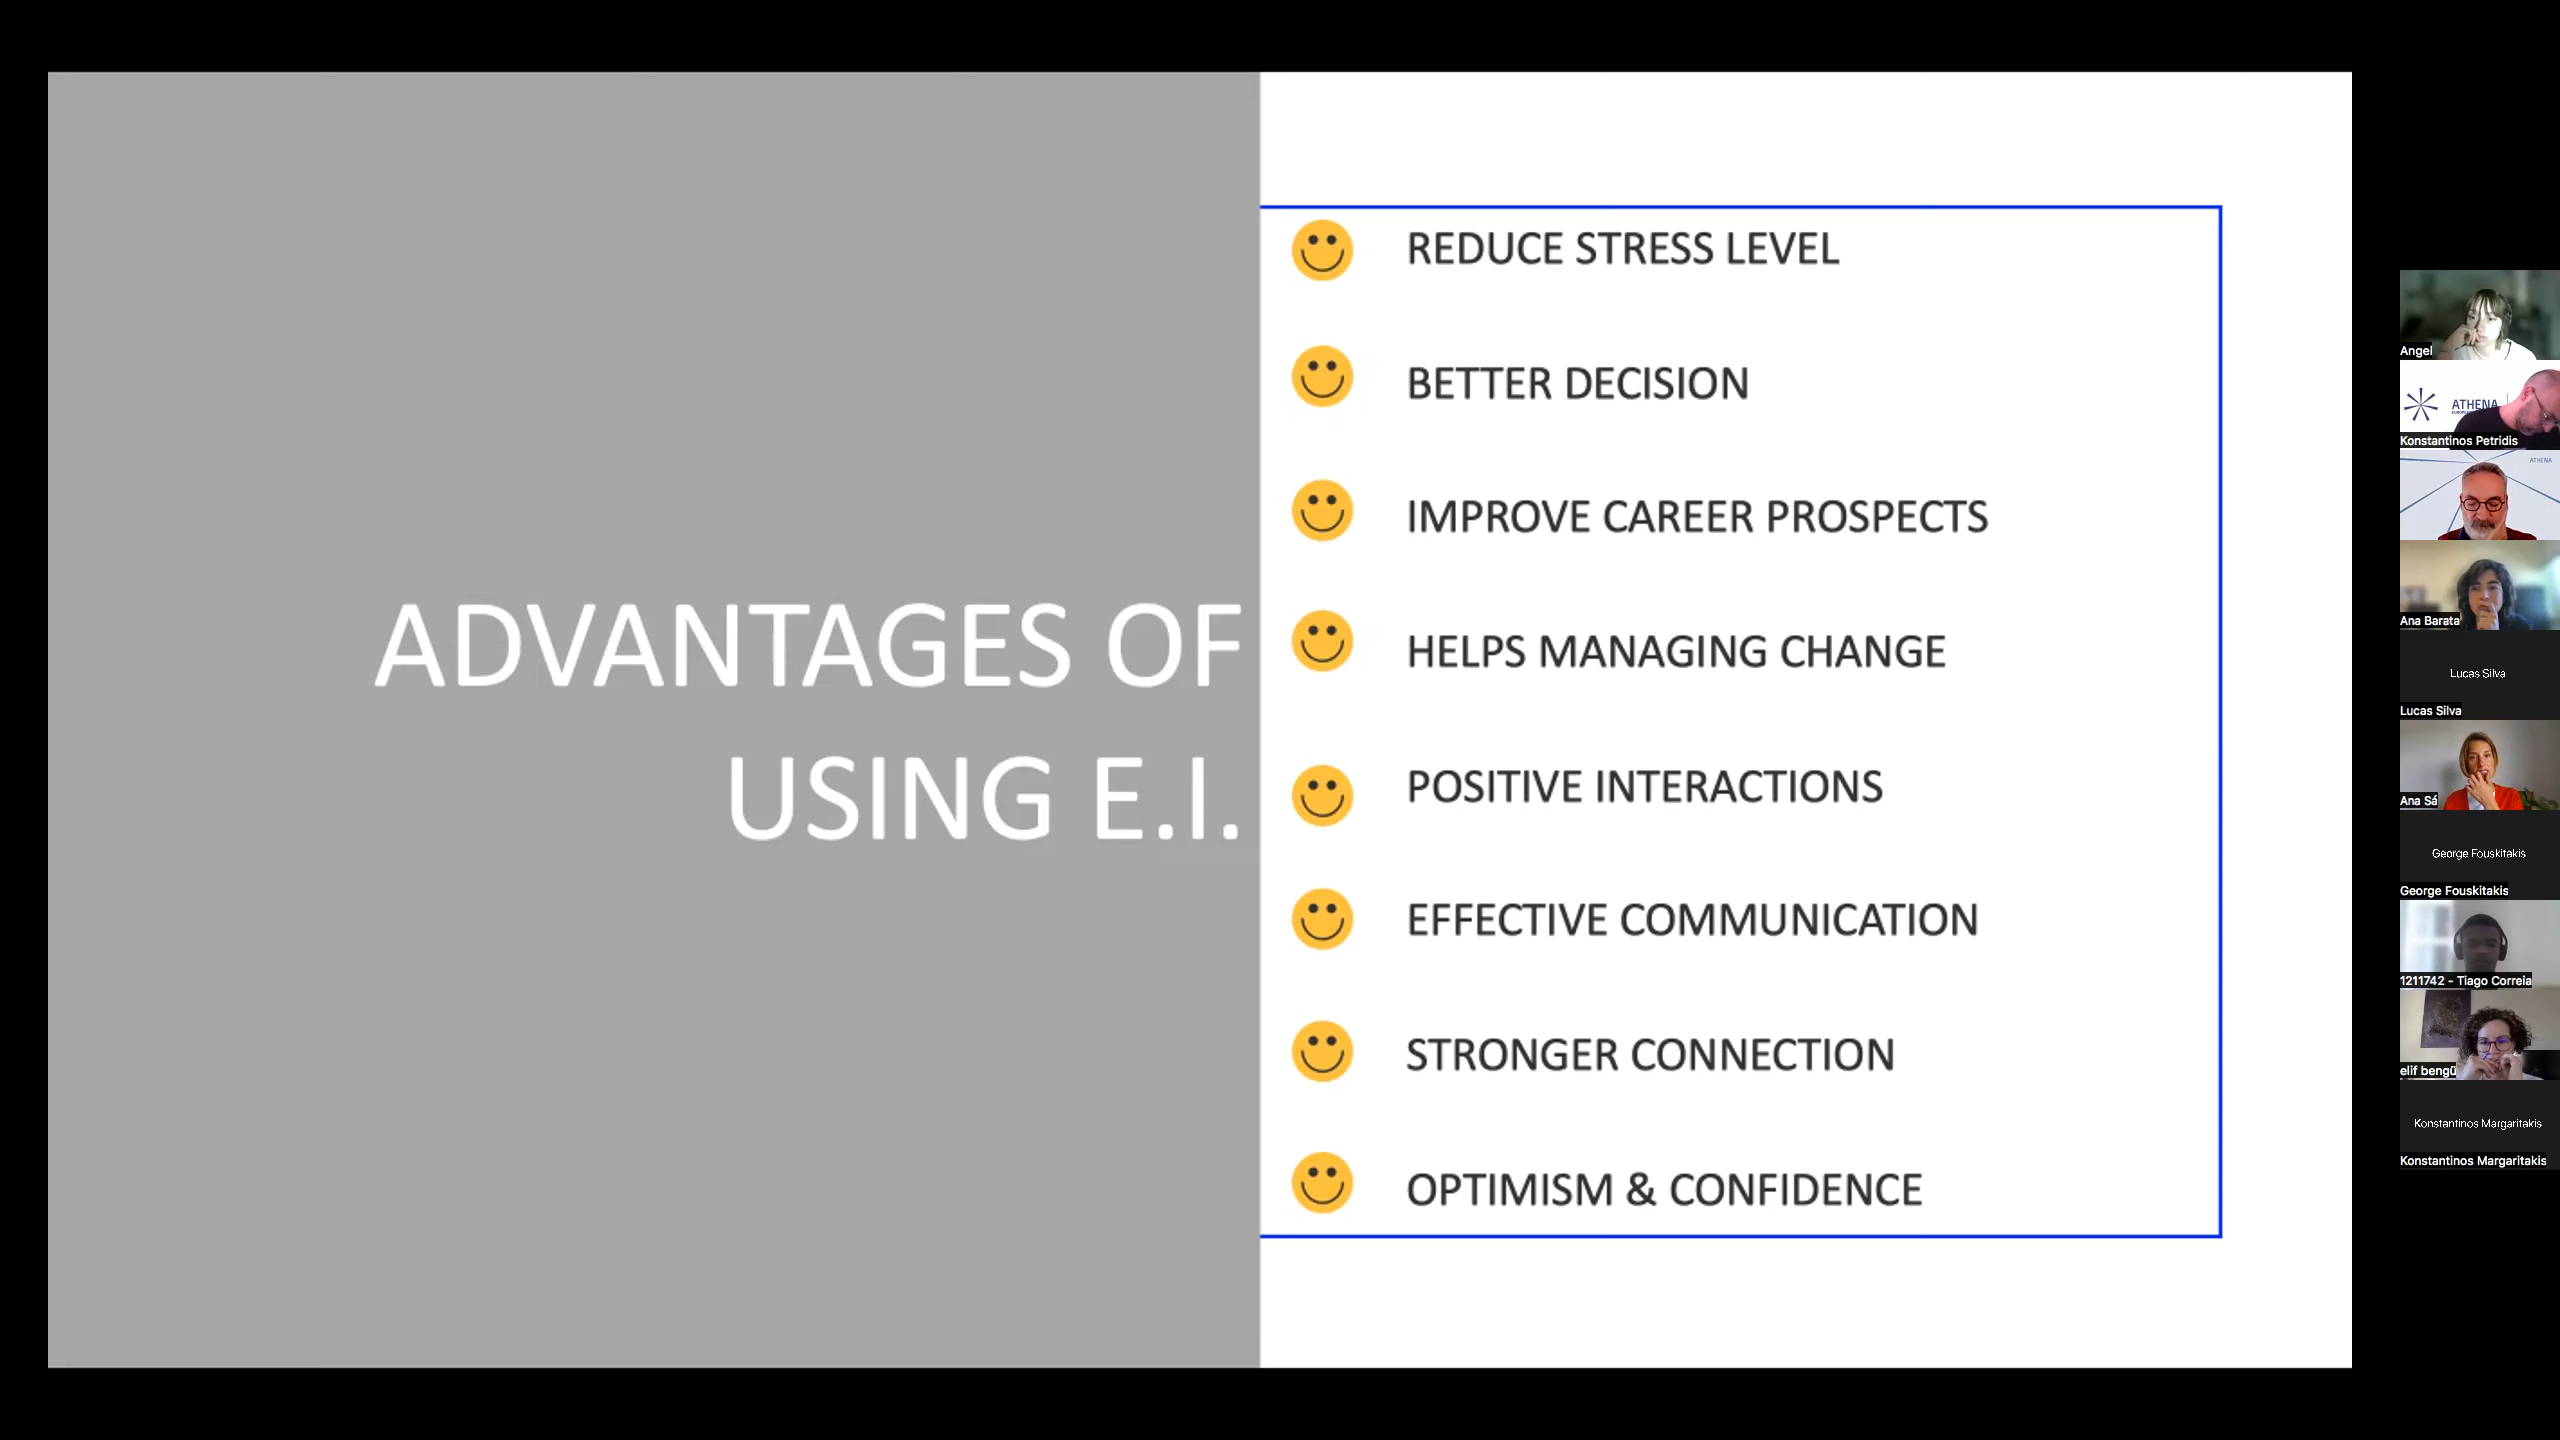 ADVANTAGES OF
USING E.I.
REDUCE STRESS LEVEL
BETTER DECISION
IMPROVE CAREER PROSPECTS
HELPS MANAGING CHANGE
POSITIVE INTERACTIONS
EFFECTIVE COMMUNICATION
STRONGER CONNECTION
OPTIMISM & CONFIDENCE
Angel
ATHENA
Konstantinos Petridis
ATHENA
Ana Barata
Lucas Silva
Lucas Silva
Ana Sá
George Fouskitakis
George Fouskitakis
1211742 - Tiago Correia
elif bengü
Konstantinos Margaritakis
Konstantinos Margaritakis